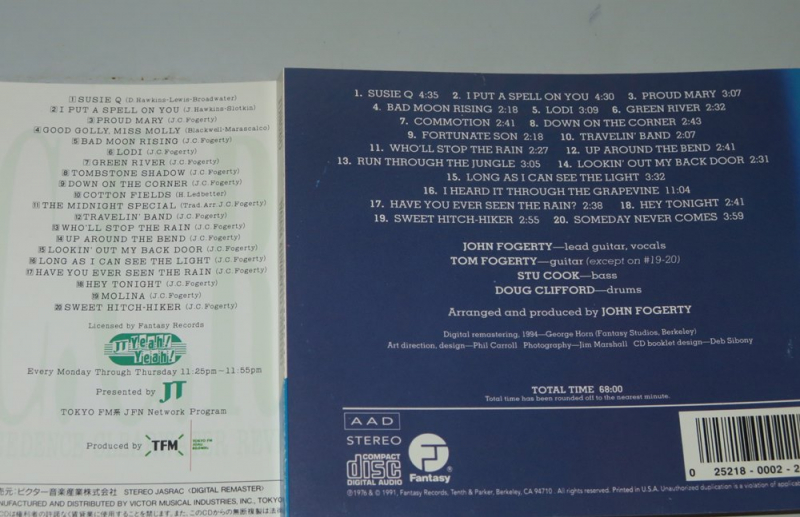 ① SUSIE Q (D.Hawkins-Lewis-Broadwater)
② I PUT A SPELL ON YOU (J.Hawkins-Slotkin)
③ PROUD MARY (J.C.Fogerty)
④ GOOD GOLLY, MISS MOLLY (Blackwell-Marascalco)
⑤ BAD MOON RISING (J.C.Fogerty)
⑥ LODI (J.C.Fogerty)
⑦ GREEN RIVER (J.C.Fogerty)
⑧ TOMBSTONE SHADOW (J.C.Fogerty)
⑨ DOWN ON THE CORNER (J.C.Fogerty)
⑩ COTTON FIELDS (H.Ledbetter)
⑪ THE MIDNIGHT SPECIAL (Trad.Arr.J.C.Fogerty)
⑫ TRAVELIN' BAND (J.C.Fogerty)
⑬ WHO'LL STOP THE RAIN (J.C.Fogerty)
⑭ UP AROUND THE BEND (J.C.Fogerty)
⑮ LOOKIN' OUT MY BACK DOOR (J.C.Fogerty)
⑯ LONG AS I CAN SEE THE LIGHT (J.C.Fogerty)
⑰ HAVE YOU EVER SEEN THE RAIN (J.C.Fogerty)
⑱ HEY TONIGHT (J.C.Fogerty)
⑲ MOLINA (J.C.Fogerty)
⑳ SWEET HITCH-HIKER (J.C.Fogerty)
Licensed by Fantasy Records
JT Yeah!
Yeah!
Every Monday Through Thursday 11:25pm-11:55pm
Presented by JT
TOKYO FM系 JFN Network Program
Produced by TFM
売元:ビクター音楽産業株式会社 STEREO JASRAC 〈DIGITAL REMASTER〉
NUFACTURED AND DISTRIBUTED BY VICTOR MUSICAL INDUSTRIES, INC., TOKYO
1. SUSIE Q 4:35 2. I PUT A SPELL ON YOU 4:30 3. PROUD MARY 3:07
4. BAD MOON RISING 2:18 5. LODI 3:09 6. GREEN RIVER 2:32
7. COMMOTION 2:41 8. DOWN ON THE CORNER 2:43
9. FORTUNATE SON 2:18 10. TRAVELIN' BAND 2:07
11. WHO'LL STOP THE RAIN 2:27 12. UP AROUND THE BEND 2:41
13. RUN THROUGH THE JUNGLE 3:05 14. LOOKIN' OUT MY BACK DOOR 2:31
15. LONG AS I CAN SEE THE LIGHT 3:32
16. I HEARD IT THROUGH THE GRAPEVINE 11:04
17. HAVE YOU EVER SEEN THE RAIN? 2:38 18. HEY TONIGHT 2:41
19. SWEET HITCH-HIKER 2:55 20. SOMEDAY NEVER COMES 3:59
JOHN FOGERTY—lead guitar, vocals
TOM FOGERTY—guitar (except on #19-20)
STU COOK—bass
DOUG CLIFFORD—drums
Arranged and produced by JOHN FOGERTY
Digital remastering, 1994—George Horn (Fantasy Studios, Berkeley)
Art direction, design—Phil Carroll Photography—Jim Marshall CD booklet design—Deb Sibony
TOTAL TIME 68:00
Total time has been rounded off to the nearest minute.
AAD
STEREO
COMPACT
disc
DIGITAL AUDIO
Fantasy
0 25218-0002-2
℗1976 & ©1991, Fantasy Records, Tenth & Parker, Berkeley, CA 94710. All rights reserved. Printed in U.S.A. Unauthorized duplication is a violation of